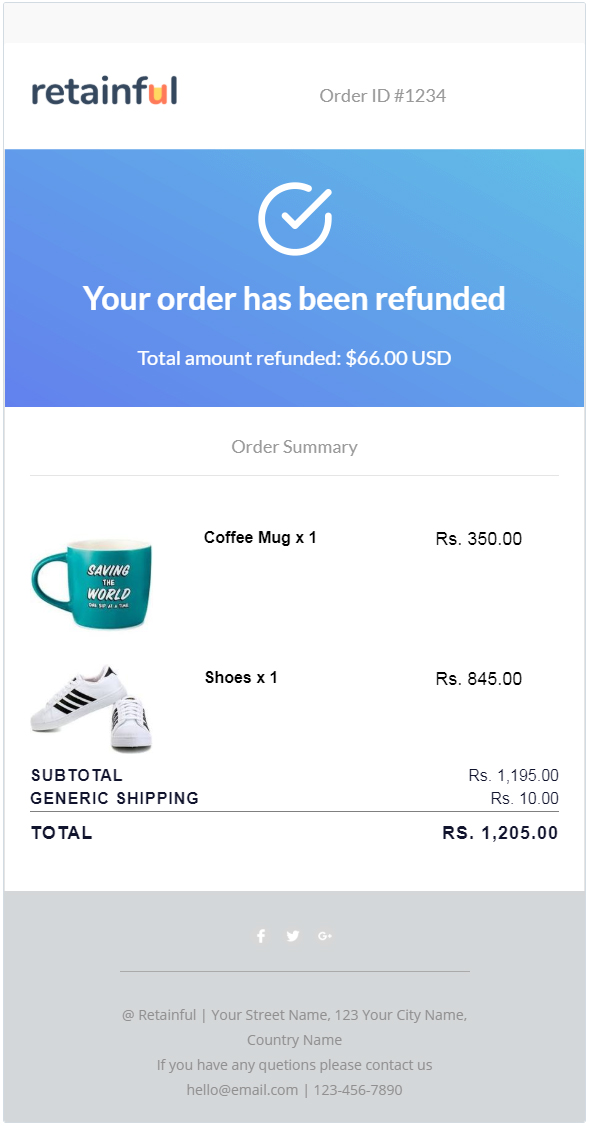 retainful
Order ID #1234
Your order has been refunded
Total amount refunded: $66.00 USD
Order Summary
Coffee Mug x 1 Rs. 350.00
SAVING
THE
WORLD
ONE SIP AT A TIME
Shoes x 1 Rs. 845.00
SUBTOTAL Rs. 1,195.00
GENERIC SHIPPING Rs. 10.00
TOTAL RS. 1,205.00
@ Retainful | Your Street Name, 123 Your City Name,
Country Name
If you have any quetions please contact us
hello@email.com | 123-456-7890